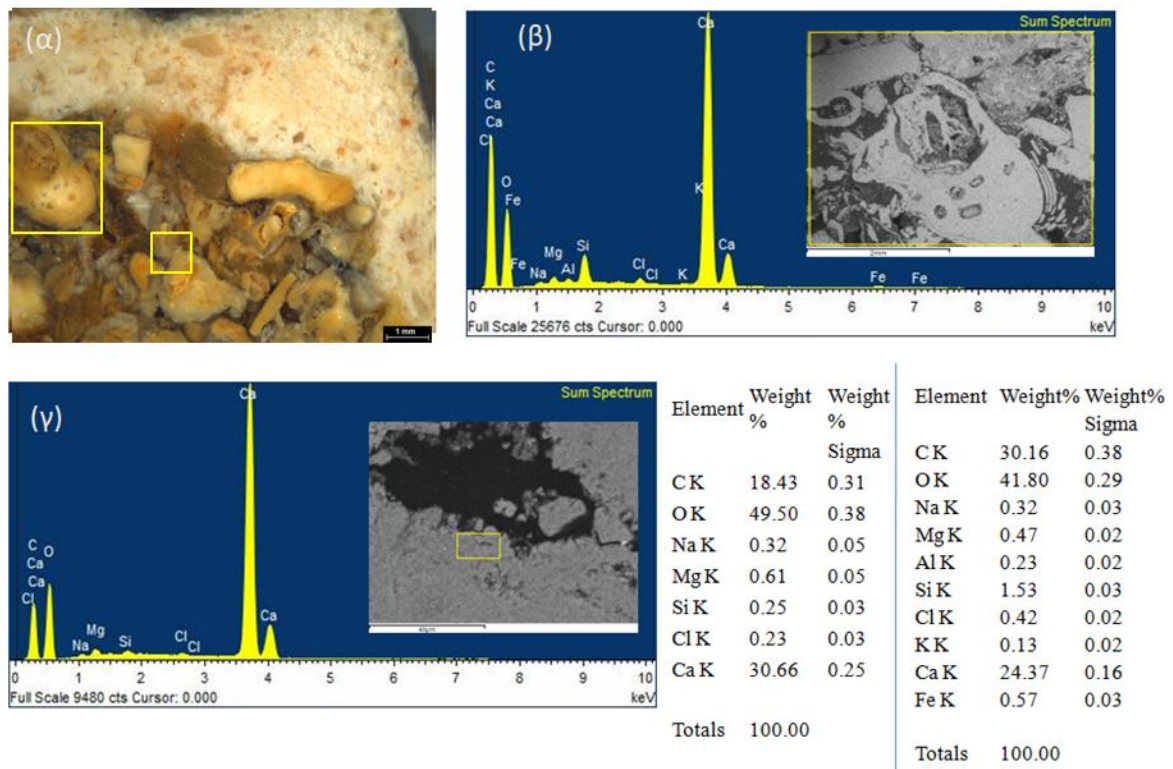 (α)
1 mm
(β)
Sum Spectrum
Ca
C
K
Ca
Ca
Cl
O
Fe
Fe
Na
Mg
Al
Si
Cl
Cl
K
K
Ca
Fe
Fe
2mm
0 1 2 3 4 5 6 7 8 9 10
Full Scale 25676 cts Cursor: 0.000
keV
(γ)
Sum Spectrum
Ca
C
Ca
Ca
Cl
O
Na
Mg
Si
Cl
Cl
Ca
40µm
0 1 2 3 4 5 6 7 8 9 10
Full Scale 9480 cts Cursor: 0.000
keV
Element Weight % Weight % Sigma
C K 18.43 0.31
O K 49.50 0.38
Na K 0.32 0.05
Mg K 0.61 0.05
Si K 0.25 0.03
Cl K 0.23 0.03
Ca K 30.66 0.25
Totals 100.00
Element Weight% Weight% Sigma
C K 30.16 0.38
O K 41.80 0.29
Na K 0.32 0.03
Mg K 0.47 0.02
Al K 0.23 0.02
Si K 1.53 0.03
Cl K 0.42 0.02
K K 0.13 0.02
Ca K 24.37 0.16
Fe K 0.57 0.03
Totals 100.00